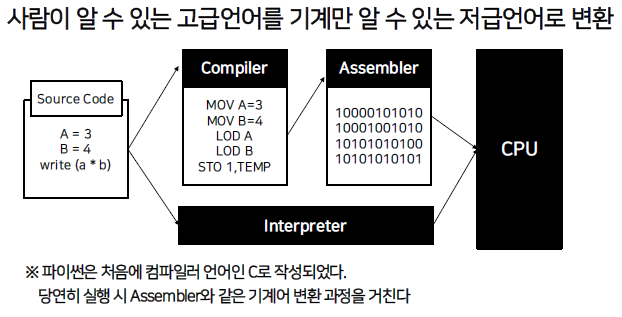 사람이 알 수 있는 고급언어를 기계만 알 수 있는 저급언어로 변환
Source Code
A = 3
B = 4
write (a * b)
Compiler
MOV A=3
MOV B=4
LOD A
LOD B
STO 1,TEMP
Assembler
10000101010
10001001010
10101010100
10101010101
Interpreter
CPU
※ 파이썬은 처음에 컴파일러 언어인 C로 작성되었다.
당연히 실행 시 Assembler와 같은 기계어 변환 과정을 거친다